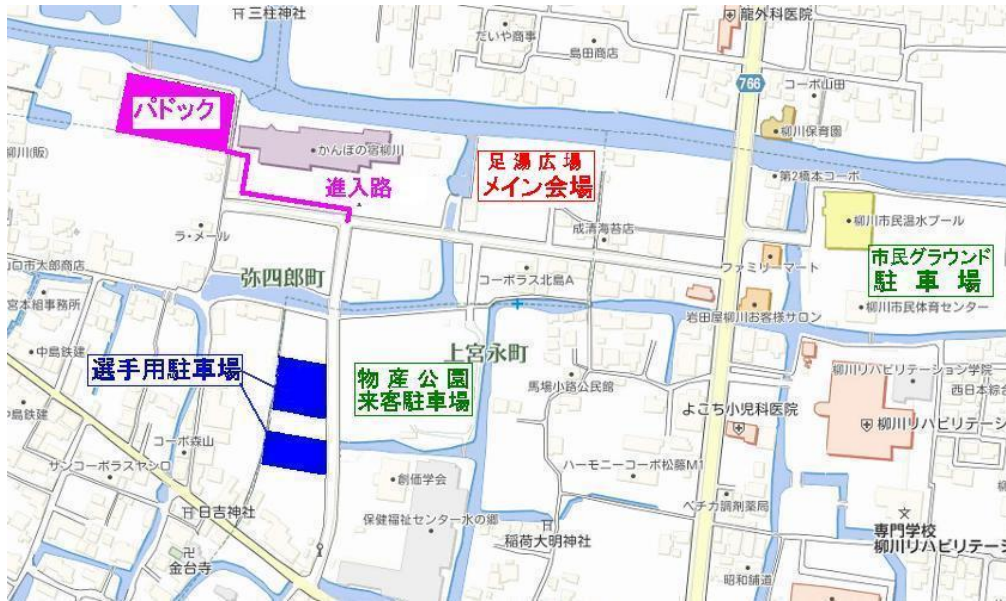 三柱神社
龍外科医院
だいや商事
島田商店
766
コーポ山田
パドック
柳川保育園
かんぽの宿柳川
柳川(販)
足湯広場
メイン会場
第2橋本コーポ
進入路
柳川市民温水プール
成清海苔店
ラ・メール
市民グラウンド
駐車場
ファミリーマート
山口市太郎商店
弥四郎町
コーポラス北島A
宮本組事務所
岩田屋柳川お客様サロン
柳川市民体育センター
中島鉄建
上宮永町
選手用駐車場
物産公園
来客駐車場
柳川リハビリテーション学院
馬場小路公民館
西日本綜合
よこち小児科医院
中島鉄建
柳川リハビリテーシ
コーポ森山
サンコーポラスヤシロ
ハーモニーコーポ松藤M1
創価学会
ペチカ調剤薬局
日吉神社
保健福祉センター水の郷
稲荷大明神社
専門学校
柳川リハビリテーシ
金台寺
昭和舗道